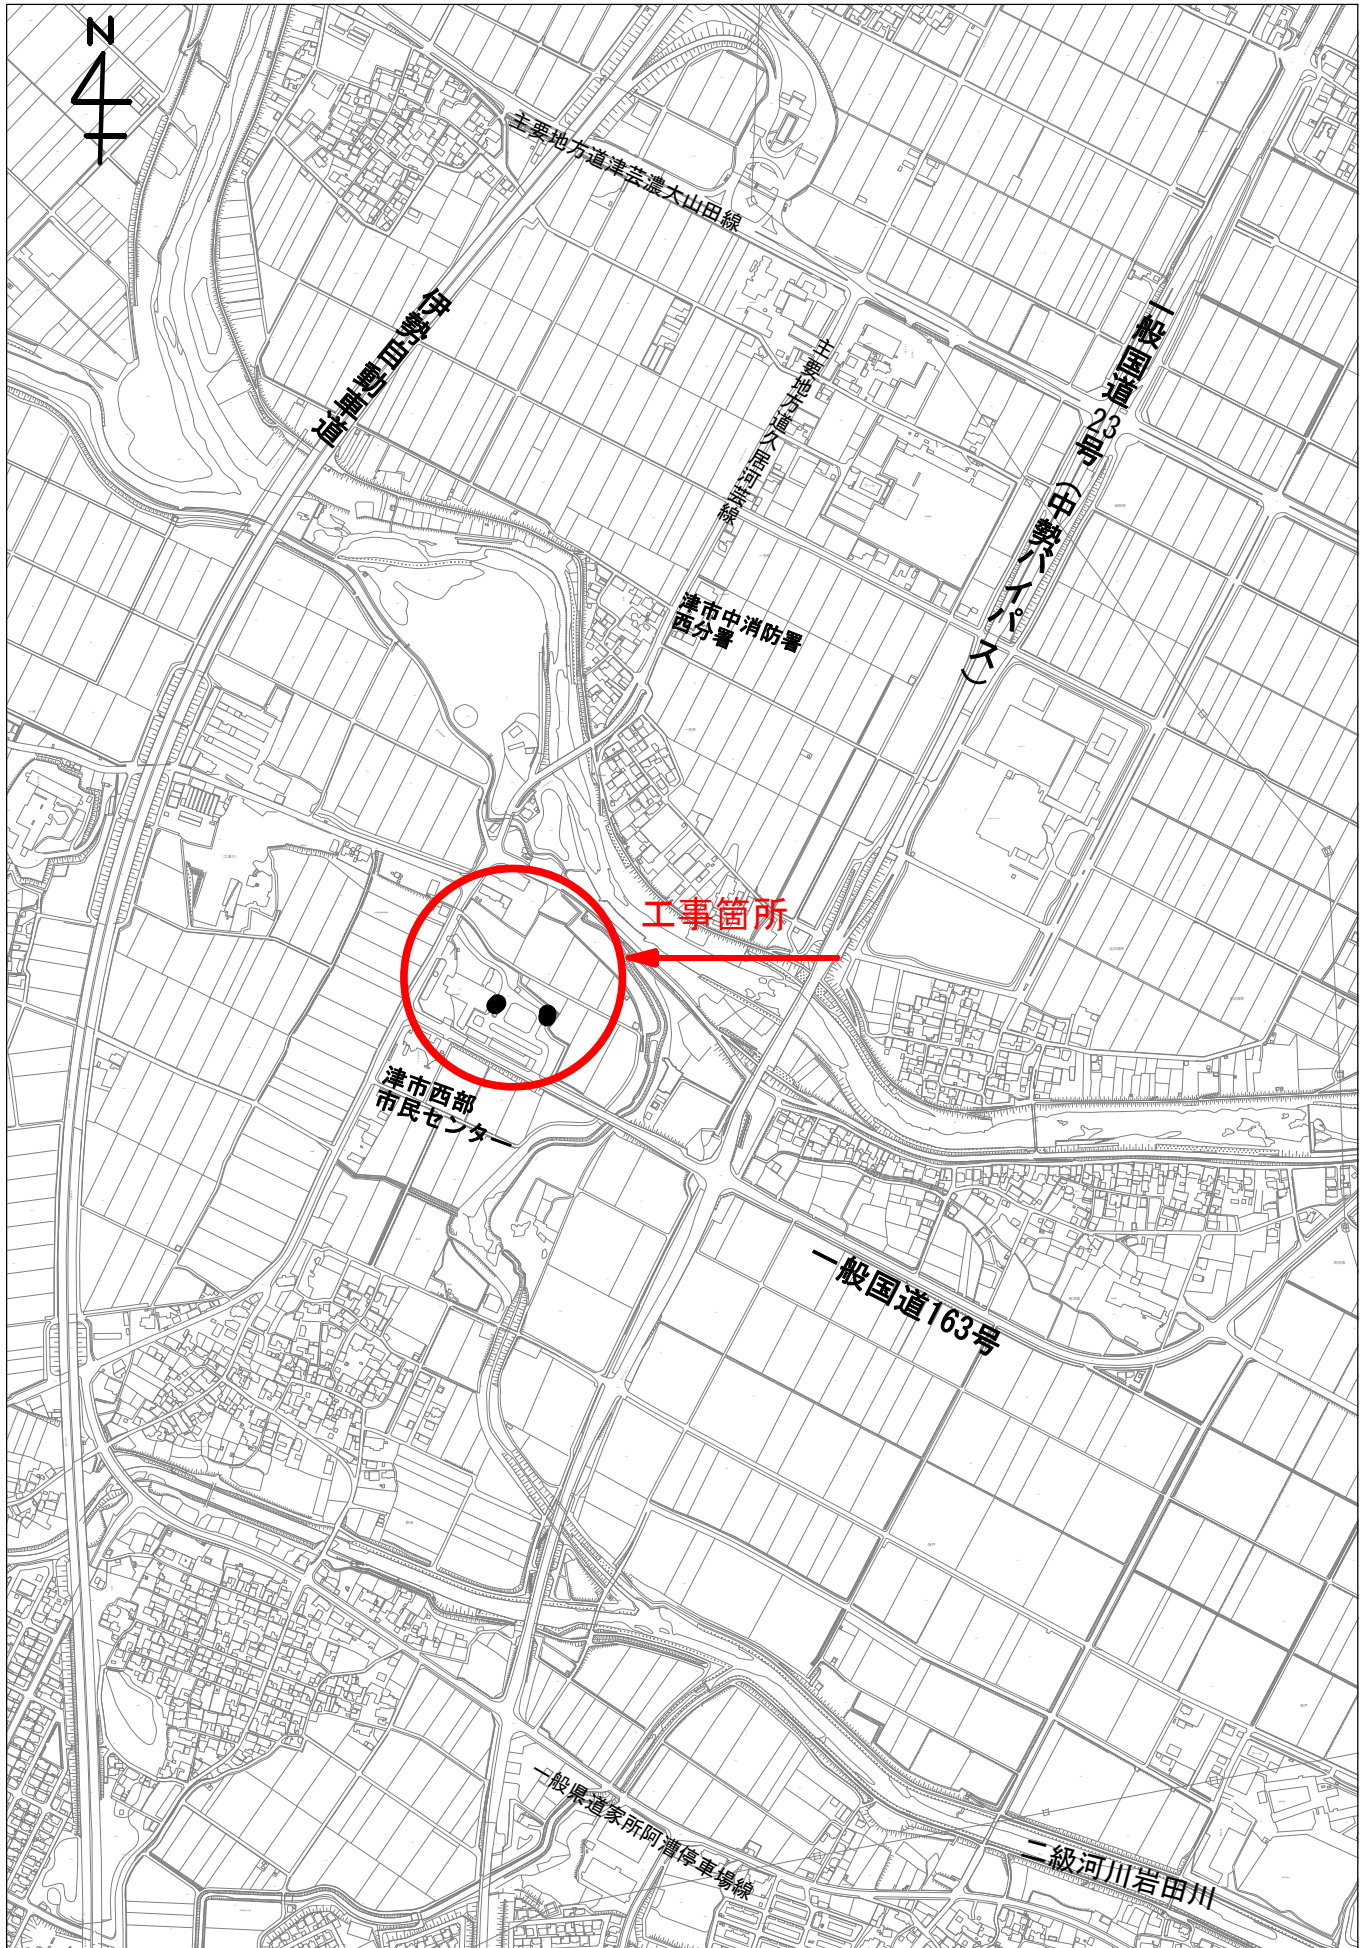 N
主要地方道津芸濃大山田線
伊勢自動車道
一般国道23号（中勢バイパス）
主要地方道久居河芸線
津市中消防署
西分署
工事箇所
津市西部
市民センター
一般国道163号
一般県道家所阿漕停車場線
二級河川岩田川